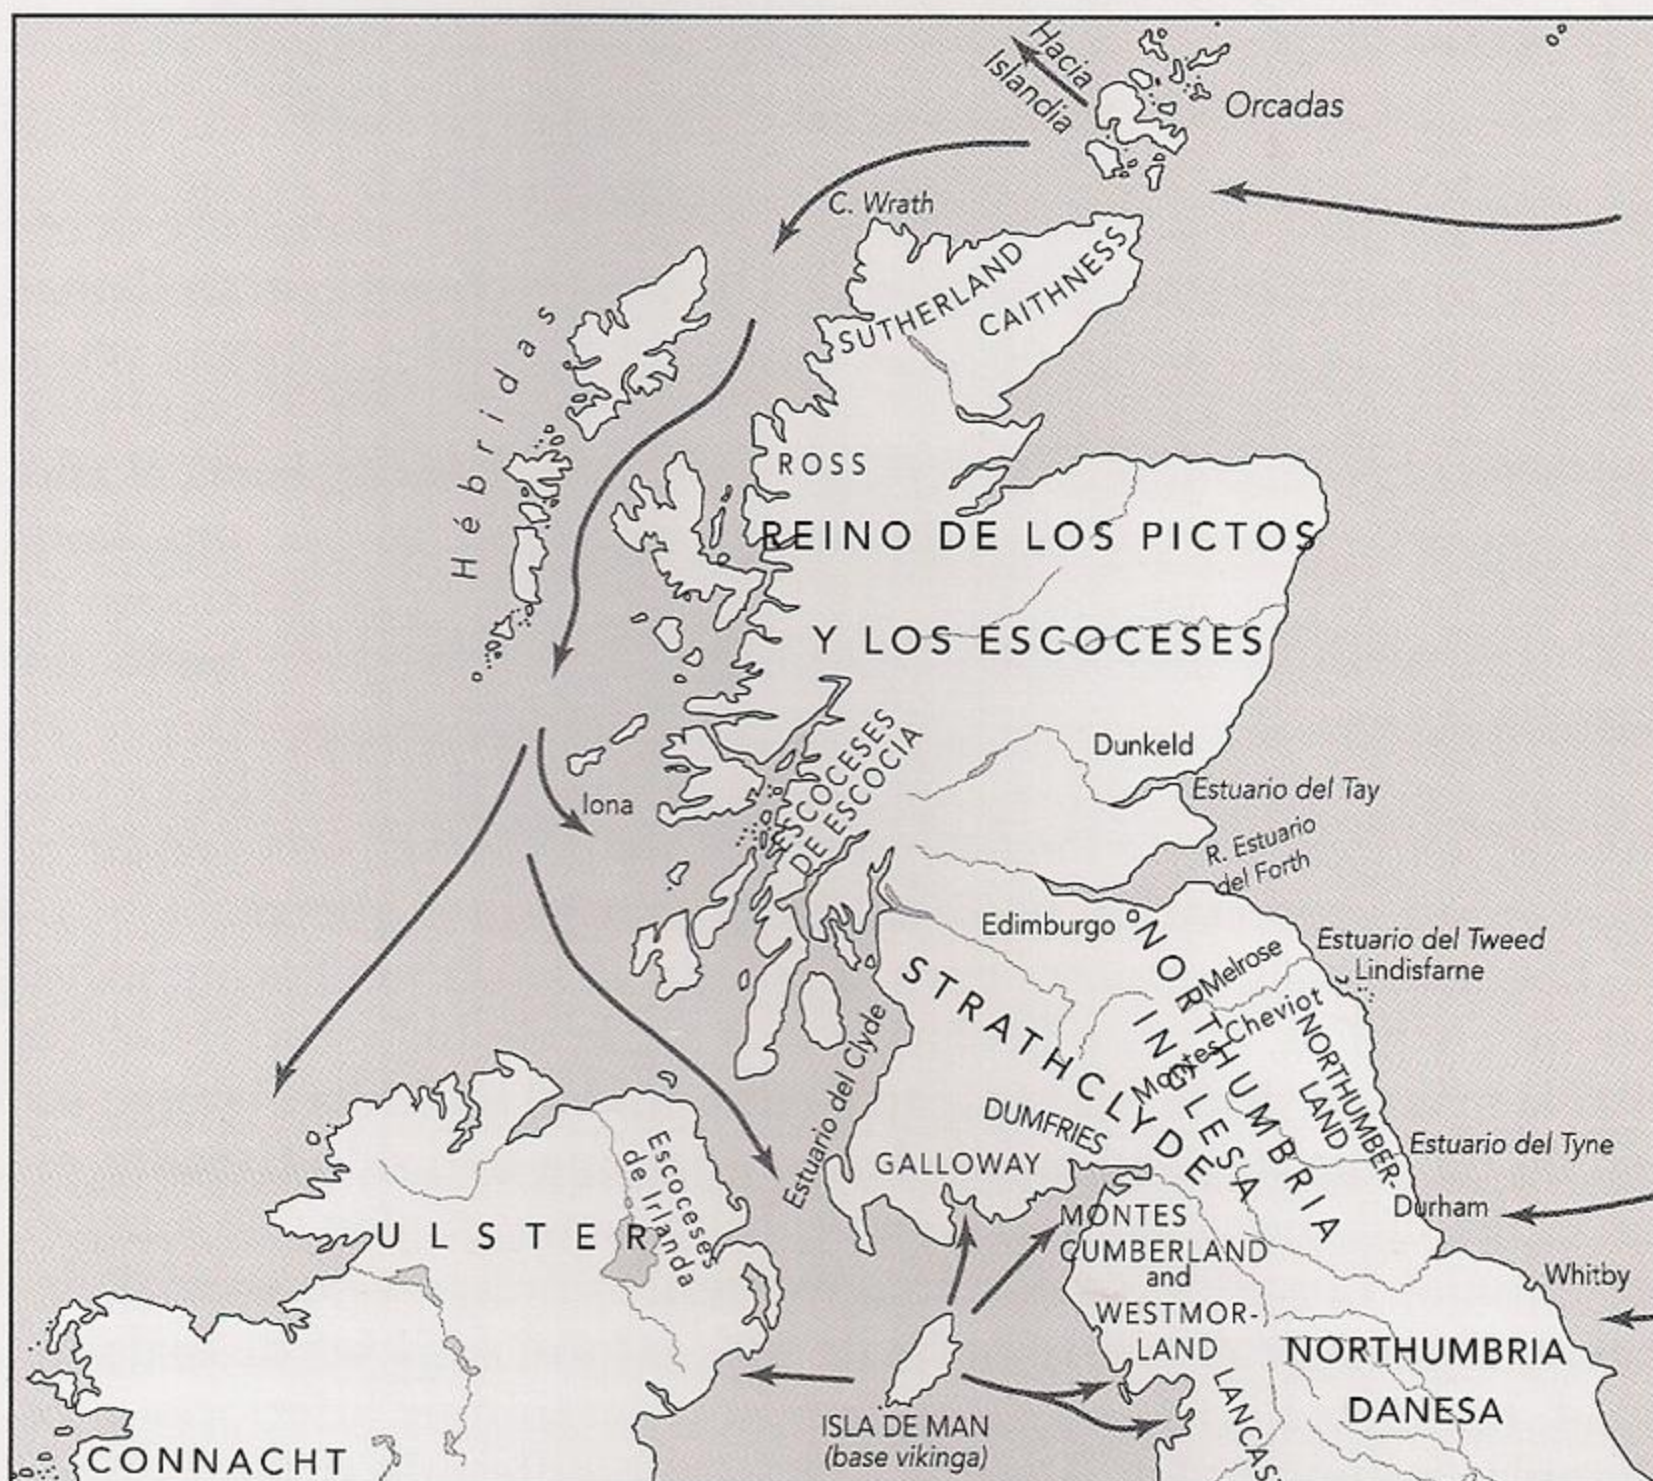 Hacia
Islandia
Orcadas
C. Wrath
SUTHERLAND
CAITHNESS
Hébridas
ROSS
REINO DE LOS PICTOS
Y LOS ESCOCESES
Dunkeld
ESCOCESES
DE ESCOCIA
Estuario del Tay
Iona
R. Estuario
del Forth
Edimburgo
Estuario del Tweed
Lindisfarne
Melrose
Montes Cheviot
NORTHUMBRIA
INGLESA
NORTHUMBER-
LAND
STRATHCLYDE
Estuario del Clyde
DUMFRIES
GALLOWAY
Estuario del Tyne
Durham
Escoceses
de Irlanda
ULSTER
MONTES
CUMBERLAND
and
WESTMOR-
LAND
Whitby
NORTHUMBRIA
DANESA
LANCAS
ISLA DE MAN
(base vikinga)
CONNACHT